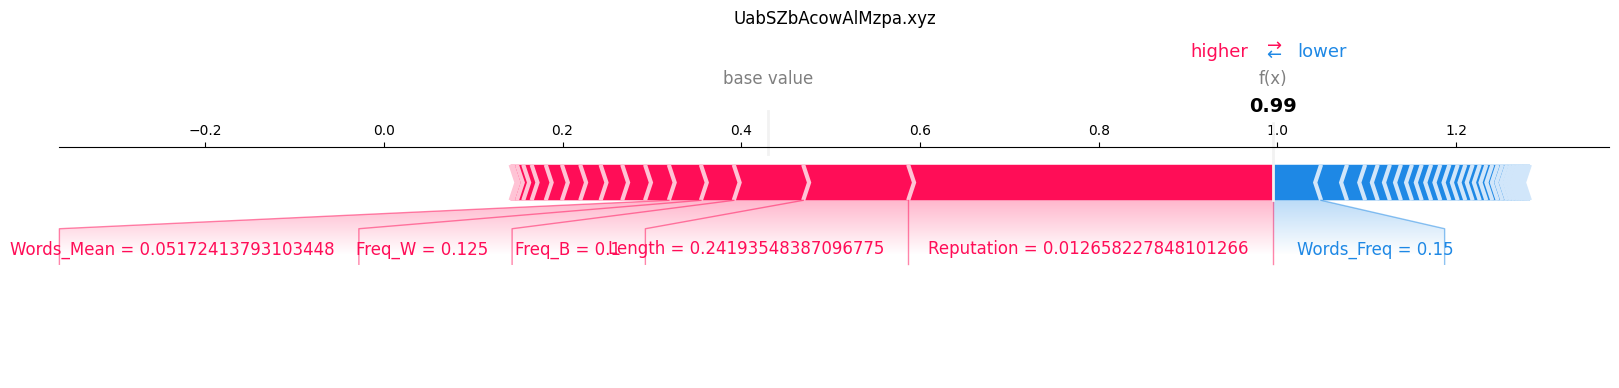 UabSZbAcowAlMzpa.xyz
higher ⇄ lower
base value f(x)
0.99
−0.2 0.0 0.2 0.4 0.6 0.8 1.0 1.2
Words_Mean = 0.05172413793103448 Freq_W = 0.125 Freq_B = 0.1 Length = 0.24193548387096775 Reputation = 0.012658227848101266 Words_Freq = 0.15